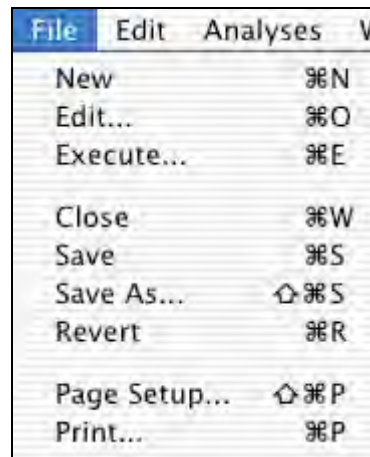 File Edit Analyses
New ⌘N
Edit... ⌘O
Execute... ⌘E
Close ⌘W
Save ⌘S
Save As... ⇧⌘S
Revert ⌘R
Page Setup... ⇧⌘P
Print... ⌘P